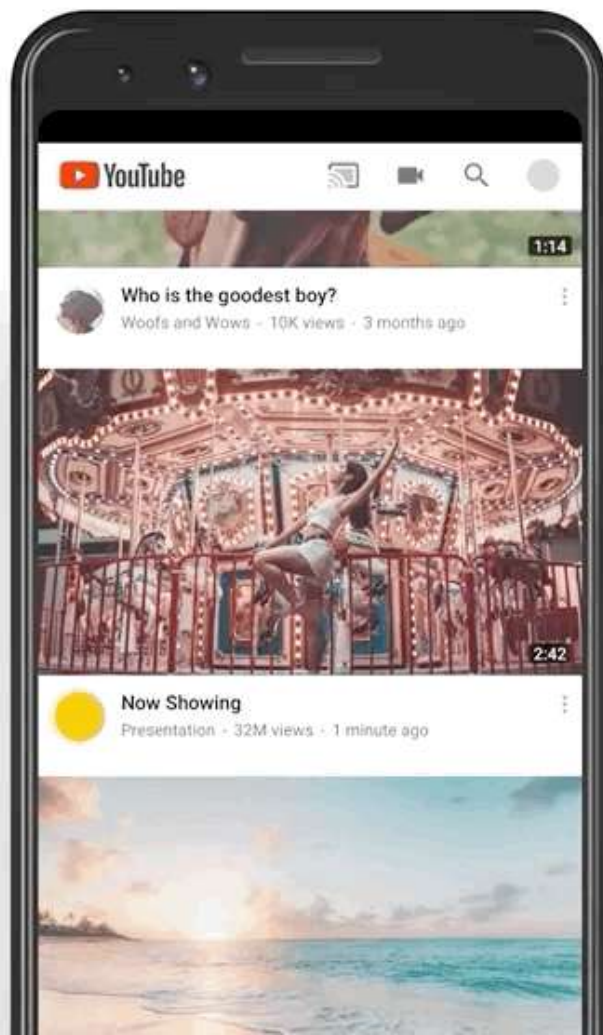 YouTube
1:14
Who is the goodest boy?
Woofs and Wows - 10K views - 3 months ago
2:42
Now Showing
Presentation - 32M views - 1 minute ago